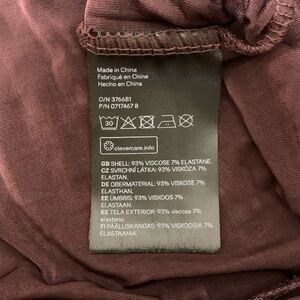 Made in China
Fabriqué en Chine
Hecho en China
O/N 376681
P/N 0717467 8
30
clevercare.info
GB SHELL: 93% VISCOSE 7% ELASTANE.
CZ SVRCHNÍ LÁTKA: 93% VISKÓZA 7%
ELASTAN.
DE OBERMATERIAL: 93% VISKOSE 7%
ELASTHAN.
EE ÜMBRIS: 93% VISKOOS 7%
ELASTAAN.
ES TELA EXTERIOR: 93% viscosa 7%
elastano.
FI PÄÄLLISKANGAS: 93% VISKOOSIA 7%
ELASTAANIA.